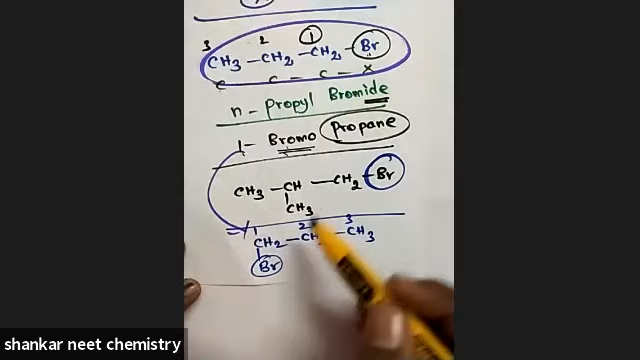 3 2 1
CH3 - CH2 - CH2 - Br
C C - C - X
n - Propyl Bromide
1 - Bromo Propane
CH3 - CH - CH2 - Br
CH3
1 2 3
CH2 - CH - CH3
Br
shankar neet chemistry